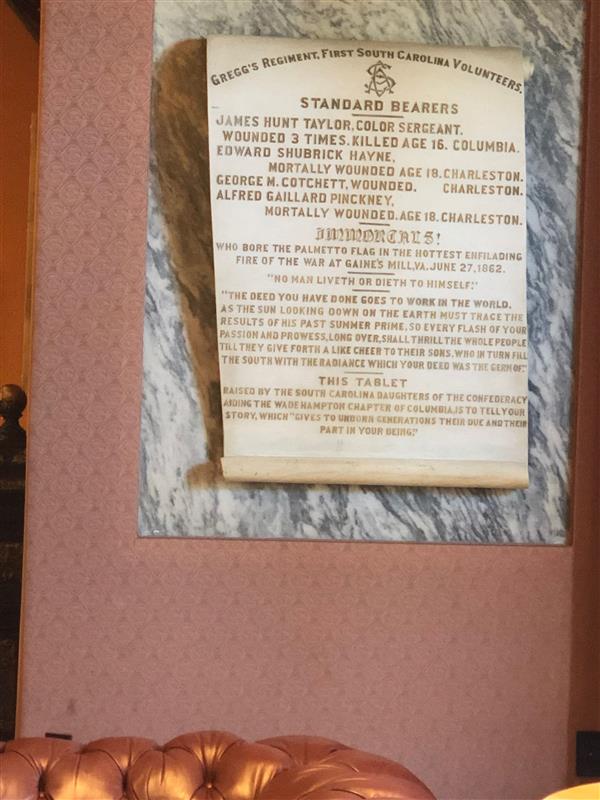 GREGG'S REGIMENT, FIRST SOUTH CAROLINA VOLUNTEERS.
STANDARD BEARERS
JAMES HUNT TAYLOR, COLOR SERGEANT.
WOUNDED 3 TIMES. KILLED AGE 16. COLUMBIA.
EDWARD SHUBRICK HAYNE,
MORTALLY WOUNDED AGE 18. CHARLESTON.
GEORGE M. COTCHETT, WOUNDED. CHARLESTON.
ALFRED GAILLARD PINCKNEY,
MORTALLY WOUNDED. AGE 18. CHARLESTON.
IMMORTALS!
WHO BORE THE PALMETTO FLAG IN THE HOTTEST ENFILADING
FIRE OF THE WAR AT GAINE'S MILL, VA. JUNE 27, 1862.
"NO MAN LIVETH OR DIETH TO HIMSELF."
"THE DEED YOU HAVE DONE GOES TO WORK IN THE WORLD.
AS THE SUN LOOKING DOWN ON THE EARTH MUST TRACE THE
RESULTS OF HIS PAST SUMMER PRIME, SO EVERY FLASH OF YOUR
PASSION AND PROWESS, LONG OVER, SHALL THRILL THE WHOLE PEOPLE
TILL THEY GIVE FORTH A LIKE CHEER TO THEIR SONS, WHO IN TURN FILL
THE SOUTH WITH THE RADIANCE WHICH YOUR DEED WAS THE GERM OF."
THIS TABLET
RAISED BY THE SOUTH CAROLINA DAUGHTERS OF THE CONFEDERACY
AIDING THE WADE HAMPTON CHAPTER OF COLUMBIA, IS TO TELL YOUR
STORY, WHICH "GIVES TO UNBORN GENERATIONS THEIR DUE AND THEIR
PART IN YOUR BEING."